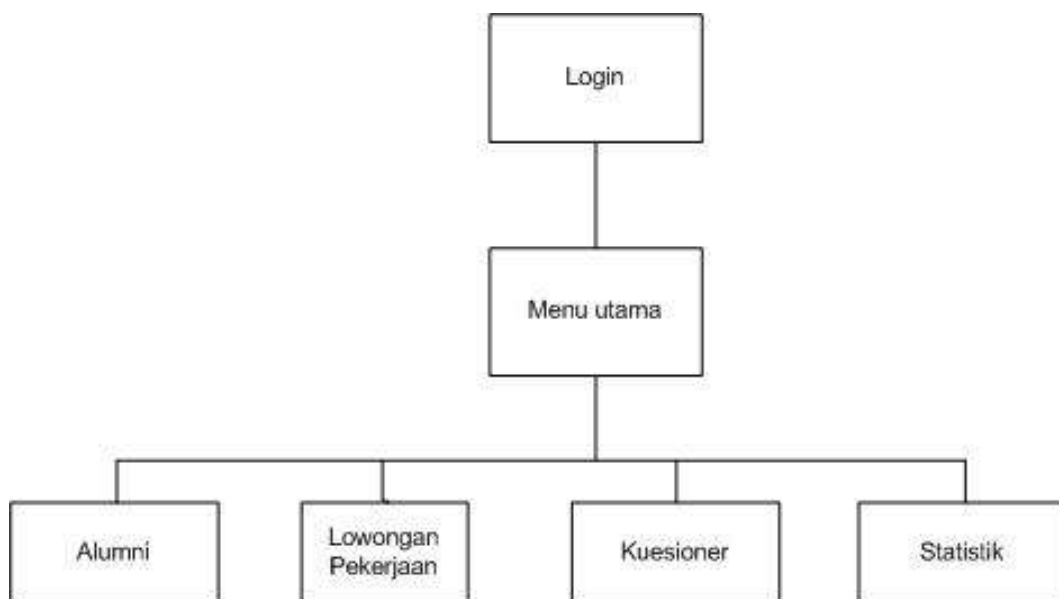 Login
Menu utama
Alumni
Lowongan
Pekerjaan
Kuesioner
Statistik